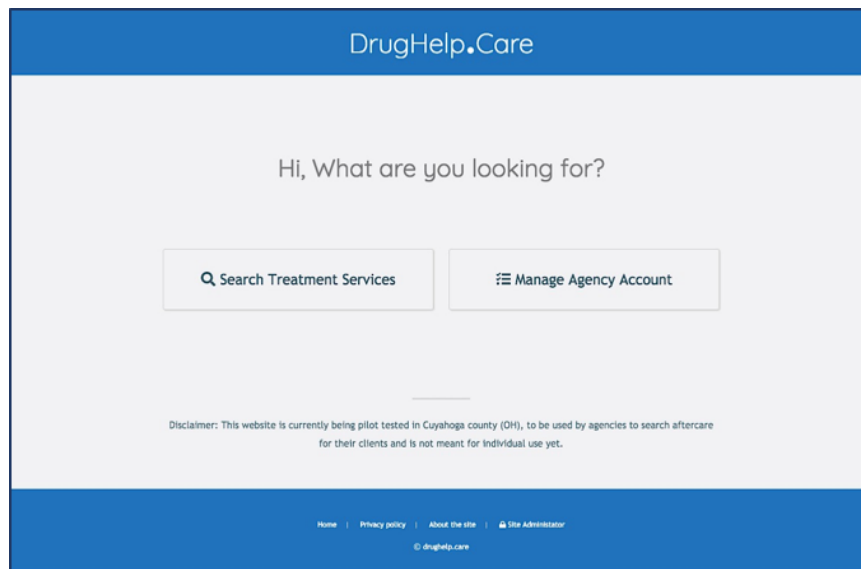 DrugHelp.Care
Hi, What are you looking for?
Search Treatment Services
Manage Agency Account
Disclaimer: This website is currently being pilot tested in Cuyahoga county (OH), to be used by agencies to search aftercare
for their clients and is not meant for individual use yet.
Home | Privacy policy | About the site | Site Administator
© drughelp.care